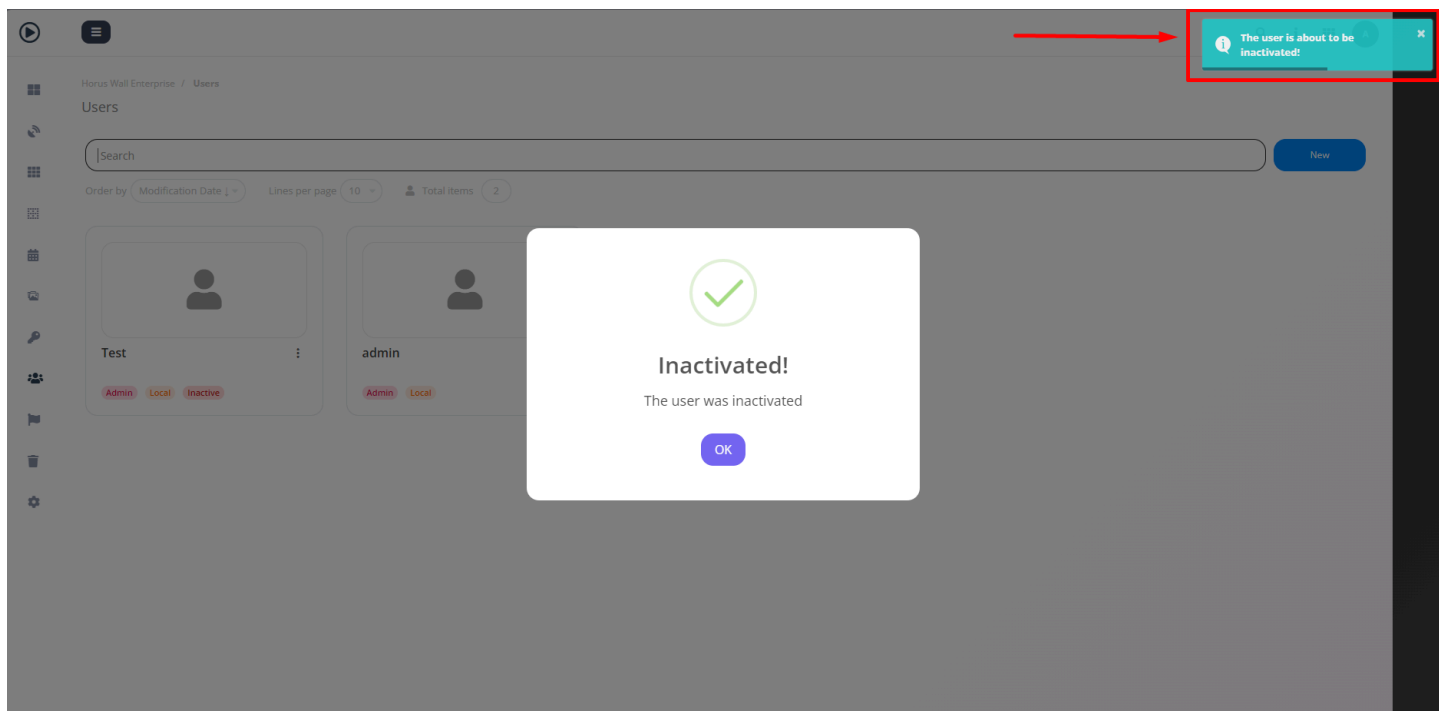 The user is about to be
inactivated!
Horus Wall Enterprise / Users
Users
Search
New
Order by Modification Date ↓ Lines per page 10 Total items 2
Test
admin
Admin Local Inactive
Admin Local
Inactivated!
The user was inactivated
OK